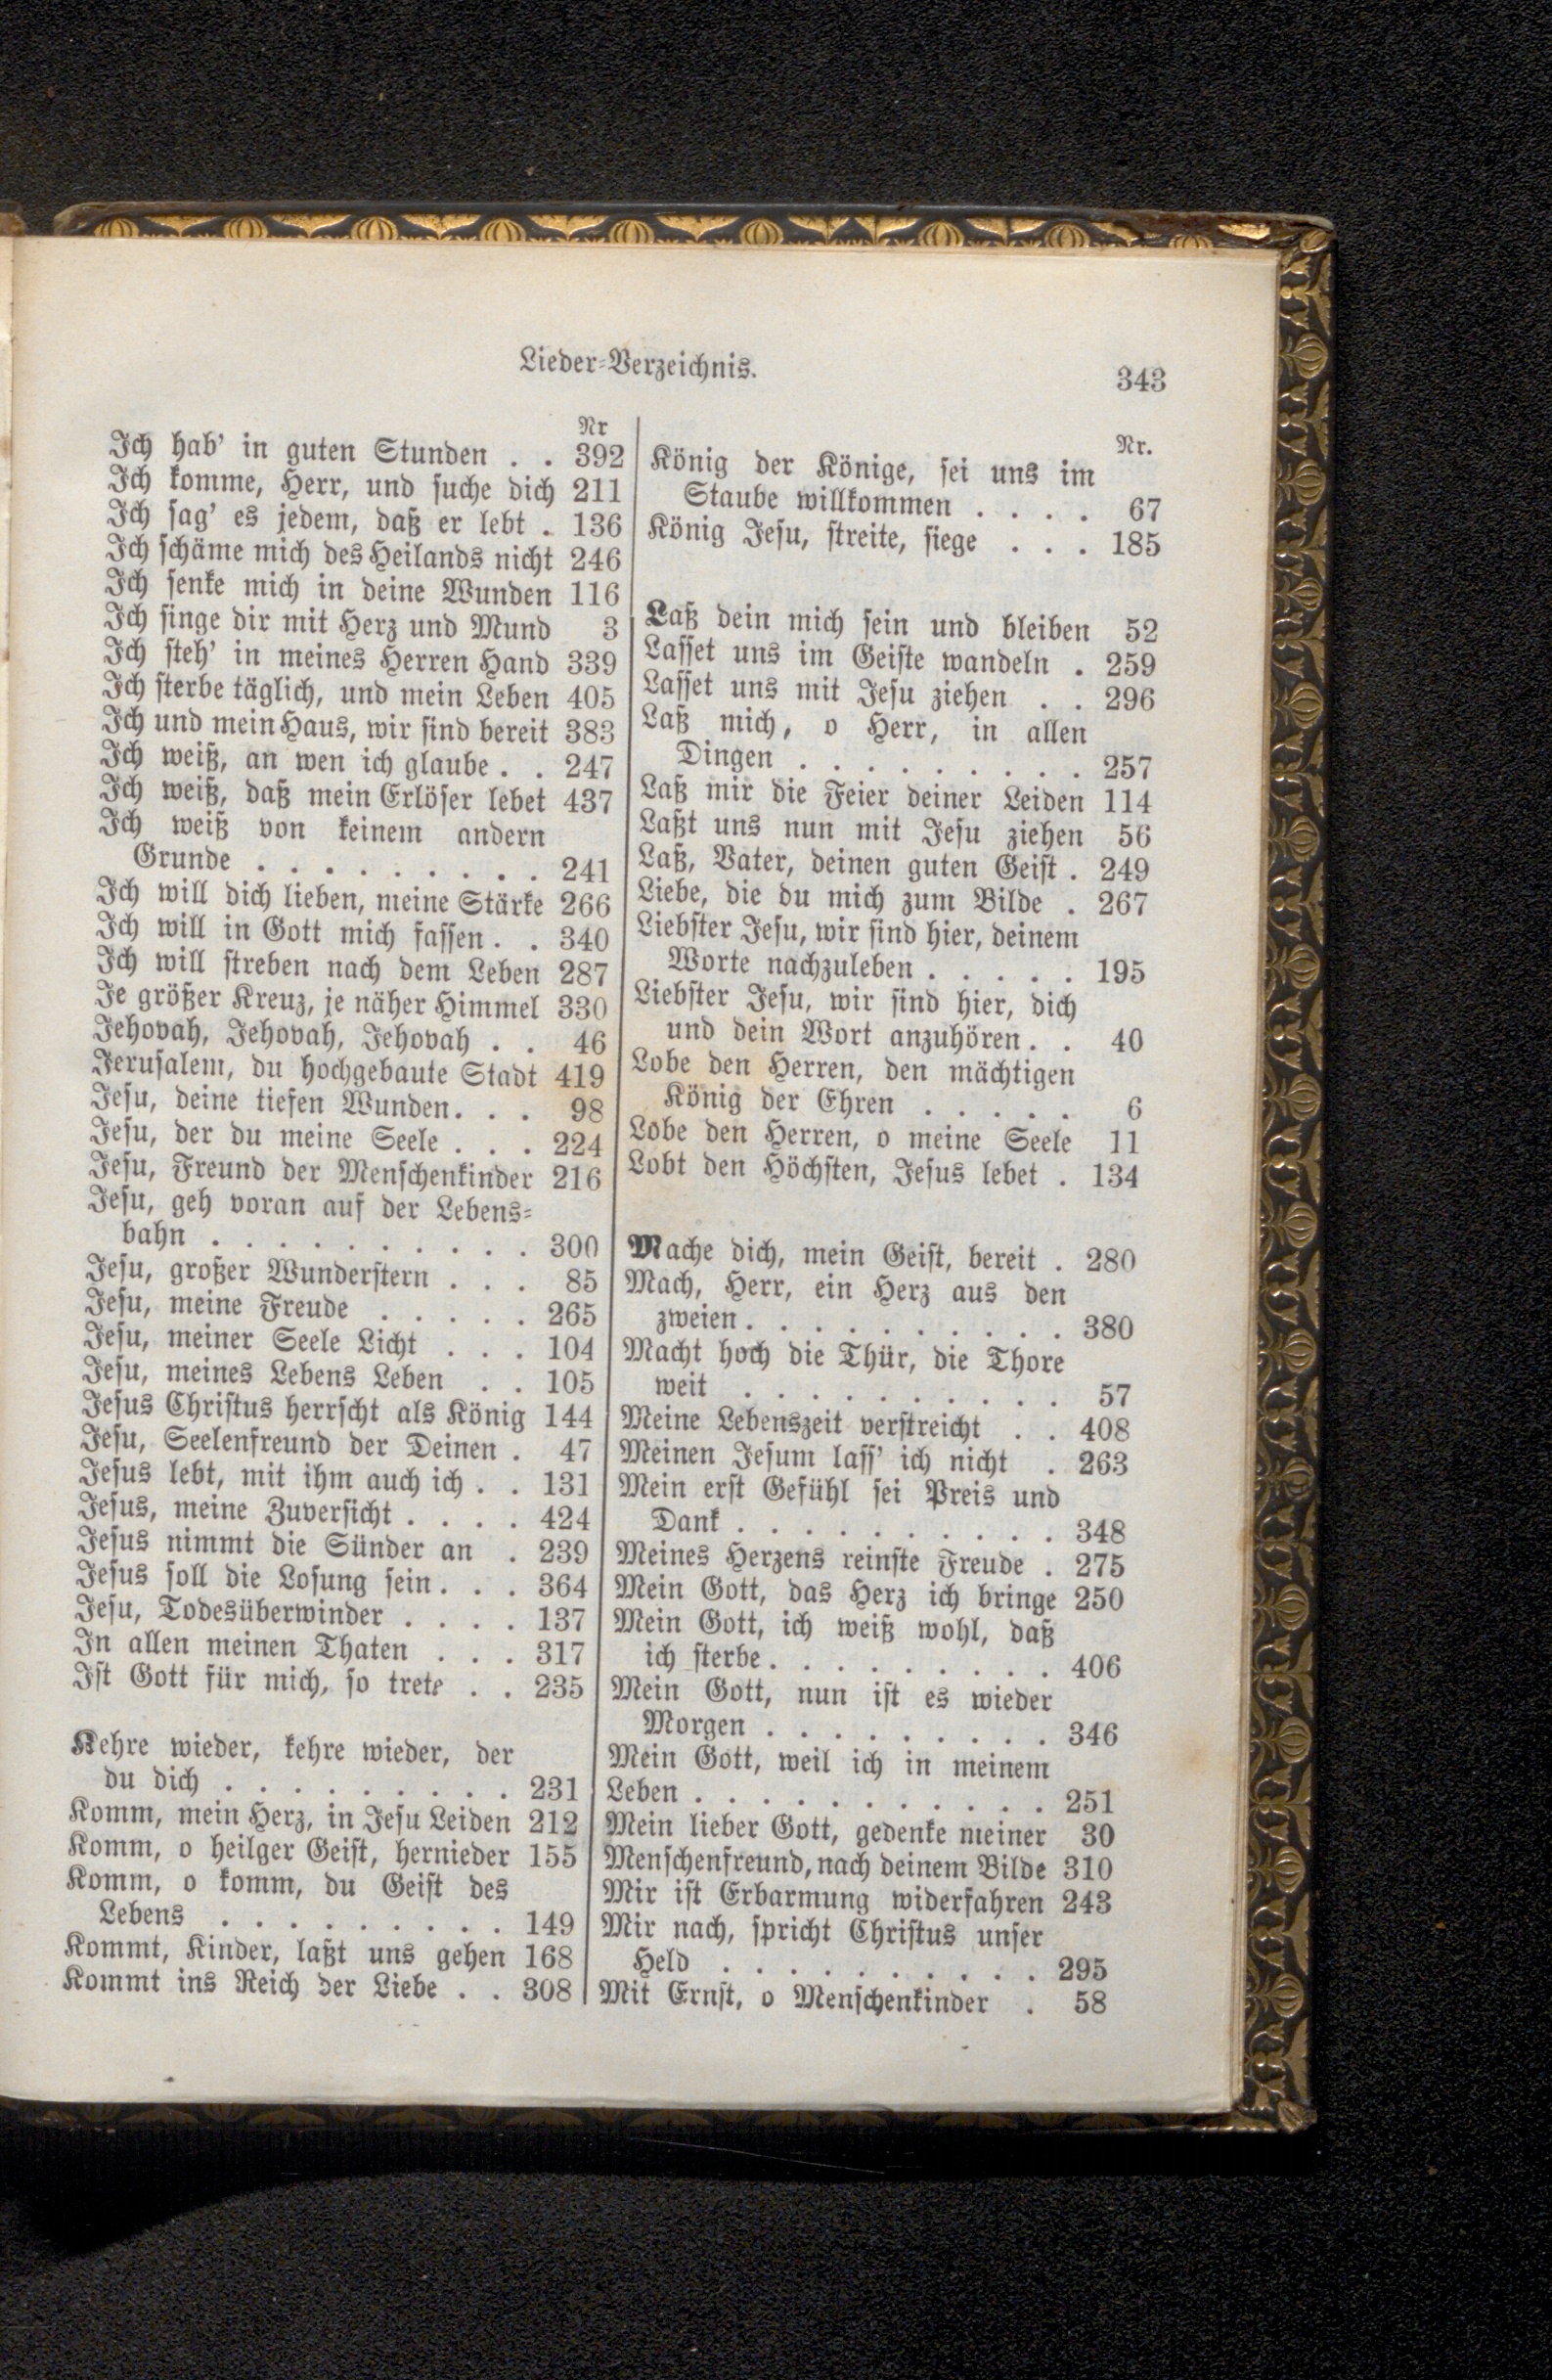 Lieder-Verzeichnis.
343
Nr
Ich hab' in guten Stunden . . 392
Ich komme, Herr, und suche dich 211
Ich sag' es jedem, daß er lebt . 136
Ich schäme mich des Heilands nicht 246
Ich senke mich in deine Wunden 116
Ich singe dir mit Herz und Mund 3
Ich steh' in meines Herren Hand 339
Ich sterbe täglich, und mein Leben 405
Ich und mein Haus, wir sind bereit 383
Ich weiß, an wen ich glaube . . 247
Ich weiß, daß mein Erlöser lebet 437
Ich weiß von keinem andern
Grunde . . . . . . . . . 241
Ich will dich lieben, meine Stärke 266
Ich will in Gott mich fassen . . 340
Ich will streben nach dem Leben 287
Je größer Kreuz, je näher Himmel 330
Jehovah, Jehovah, Jehovah . . 46
Jerusalem, du hochgebaute Stadt 419
Jesu, deine tiefen Wunden . . . 98
Jesu, der du meine Seele . . . 224
Jesu, Freund der Menschenkinder 216
Jesu, geh voran auf der Lebens-
bahn . . . . . . . . . . 300
Jesu, großer Wunderstern . . . 85
Jesu, meine Freude . . . . . 265
Jesu, meiner Seele Licht . . . 104
Jesu, meines Lebens Leben . . 105
Jesus Christus herrscht als König 144
Jesu, Seelenfreund der Deinen . 47
Jesus lebt, mit ihm auch ich . . 131
Jesus, meine Zuversicht . . . . 424
Jesus nimmt die Sünder an . 239
Jesus soll die Losung sein . . . 364
Jesu, Todesüberwinder . . . . 137
In allen meinen Thaten . . . 317
Ist Gott für mich, so trete . . 235
Kehre wieder, kehre wieder, der
du dich . . . . . . . . . 231
Komm, mein Herz, in Jesu Leiden 212
Komm, o heilger Geist, hernieder 155
Komm, o komm, du Geist des
Lebens . . . . . . . . . 149
Kommt, Kinder, laßt uns gehen 168
Kommt ins Reich der Liebe . . 308
Nr.
König der Könige, sei uns im
Staube willkommen . . . . 67
König Jesu, streite, siege . . . 185
Laß dein mich sein und bleiben 52
Lasset uns im Geiste wandeln . 259
Lasset uns mit Jesu ziehen . . 296
Laß mich, o Herr, in allen
Dingen . . . . . . . . . 257
Laß mir die Feier deiner Leiden 114
Laßt uns nun mit Jesu ziehen 56
Laß, Vater, deinen guten Geist . 249
Liebe, die du mich zum Bilde . 267
Liebster Jesu, wir sind hier, deinem
Worte nachzuleben . . . . . 195
Liebster Jesu, wir sind hier, dich
und dein Wort anzuhören . . 40
Lobe den Herren, den mächtigen
König der Ehren . . . . . 6
Lobe den Herren, o meine Seele 11
Lobt den Höchsten, Jesus lebet . 134
Mache dich, mein Geist, bereit . 280
Mach, Herr, ein Herz aus den
zweien . . . . . . . . . . 380
Macht hoch die Thür, die Thore
weit . . . . . . . . . . 57
Meine Lebenszeit verstreicht . . 408
Meinen Jesum lass' ich nicht . 263
Mein erst Gefühl sei Preis und
Dank . . . . . . . . . . 348
Meines Herzens reinste Freude . 275
Mein Gott, das Herz ich bringe 250
Mein Gott, ich weiß wohl, daß
ich sterbe . . . . . . . . . 406
Mein Gott, nun ist es wieder
Morgen . . . . . . . . . 346
Mein Gott, weil ich in meinem
Leben . . . . . . . . . . . 251
Mein lieber Gott, gedenke meiner 30
Menschenfreund, nach deinem Bilde 310
Mir ist Erbarmung widerfahren 243
Mir nach, spricht Christus unser
Held . . . . . . . . . . 295
Mit Ernst, o Menschenkinder . 58